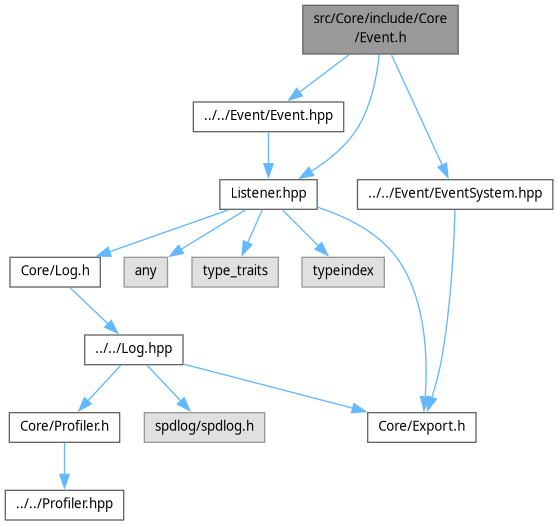 src/Core/include/Core
/Event.h
../../Event/Event.hpp
Listener.hpp
../../Event/EventSystem.hpp
Core/Log.h
any
type_traits
typeindex
../../Log.hpp
Core/Profiler.h
spdlog/spdlog.h
Core/Export.h
../../Profiler.hpp